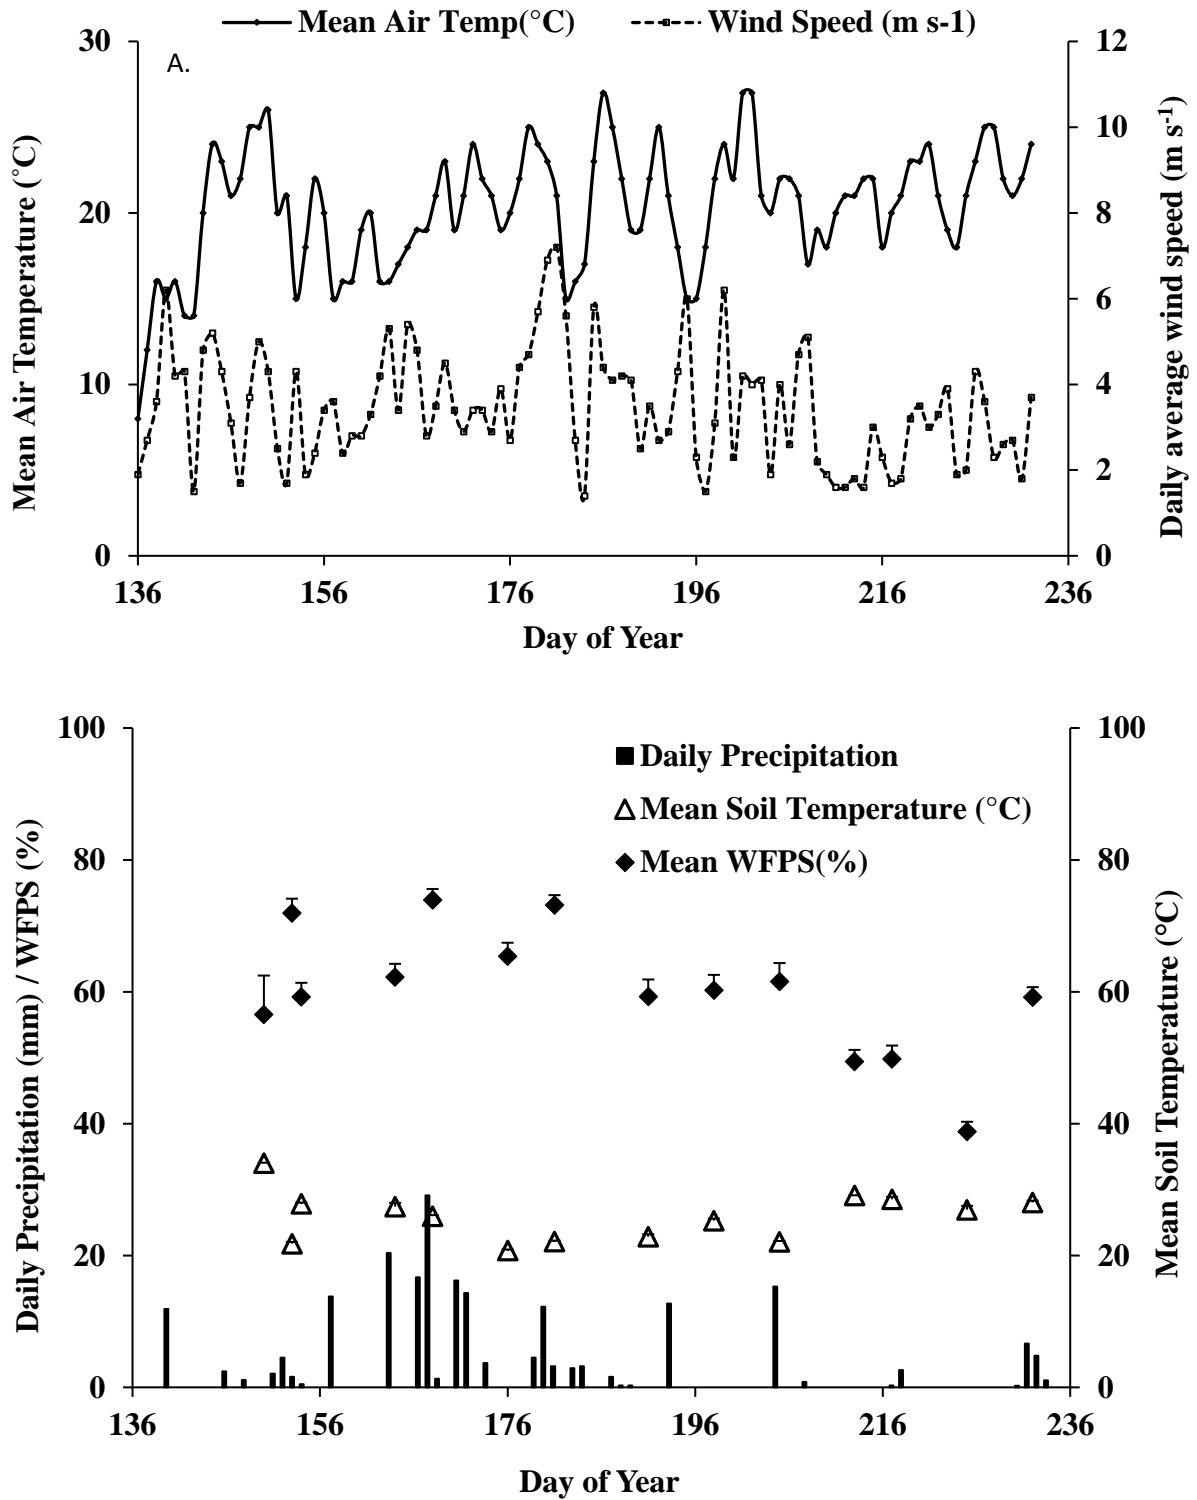 Mean Air Temp(°C) Wind Speed (m s-1)
30 12
A.
25 10
20 8
6
10 4
2
0 0
136 156 176 196 216 236
Day of Year
Mean Air Temperature (°C)
Daily average wind speed (m s-1)
100 100
Daily Precipitation
Mean Soil Temperature (°C)
Mean WFPS(%)
80 80
60 60
40 40
20 20
0 0
136 156 176 196 216 236
Day of Year
Daily Precipitation (mm) / WFPS (%)
Mean Soil Temperature (°C)